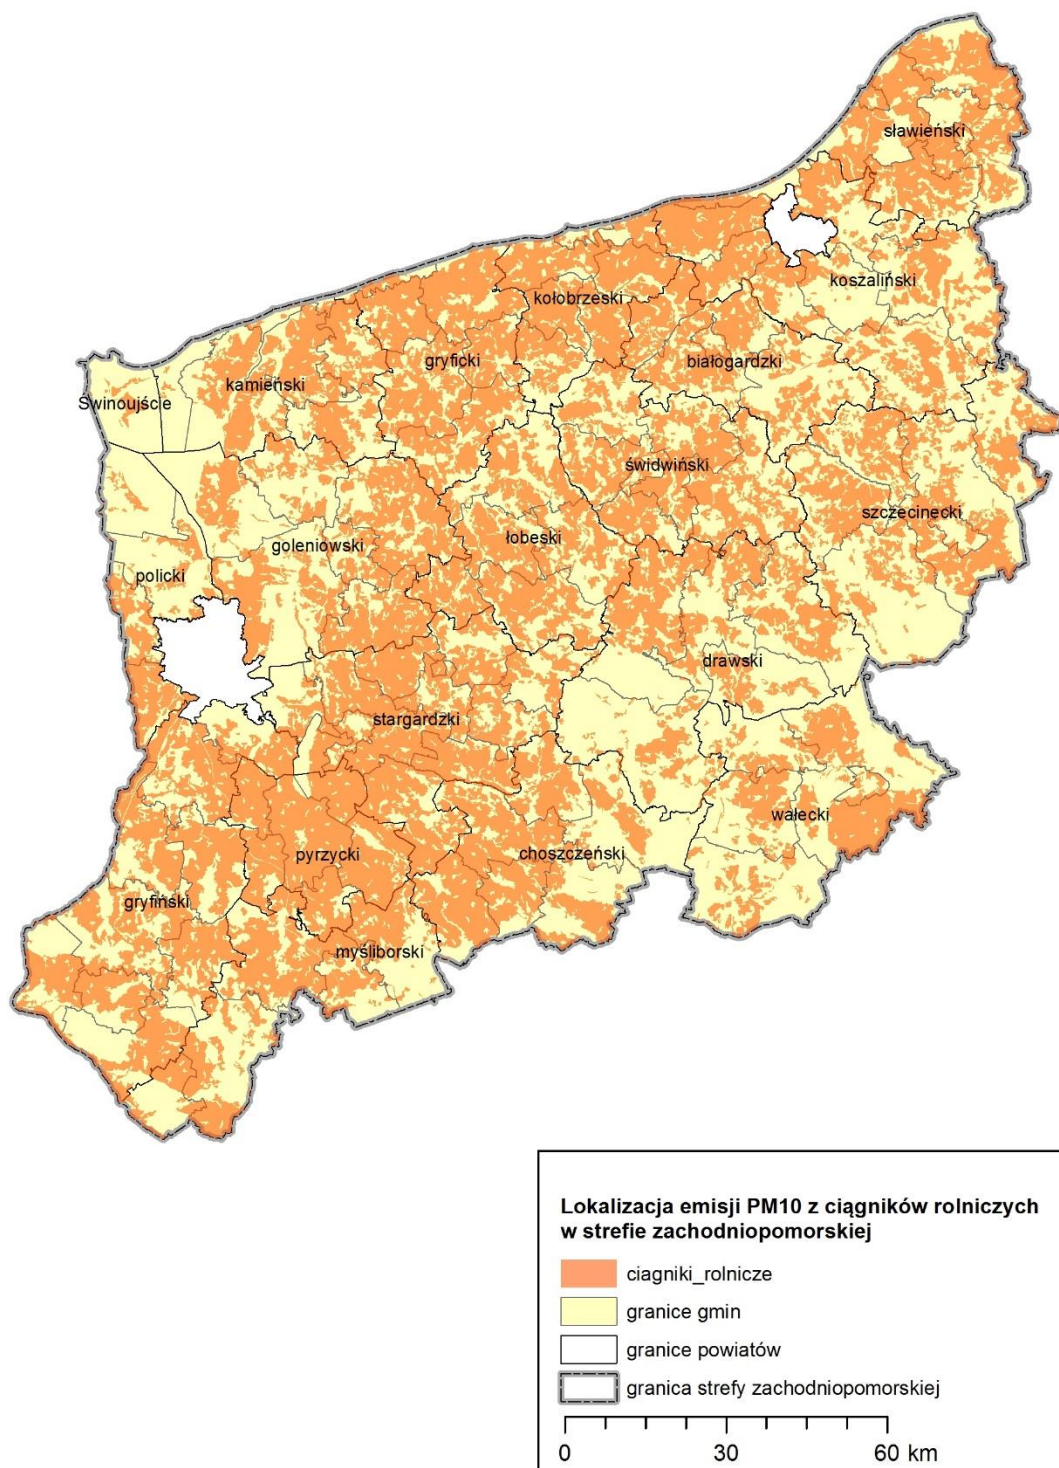 sławieński
koszaliński
kołobrzeski
białogardzki
gryficki
kamieński
Świnoujście
świdwiński
szczecinecki
łobeski
goleniowski
policki
drawski
stargardzki
wałecki
choszczeński
pyrzycki
gryfiński
myśliborski
Lokalizacja emisji PM10 z ciągników rolniczych
w strefie zachodniopomorskiej
ciagniki_rolnicze
granice gmin
granice powiatów
granica strefy zachodniopomorskiej
0 30 60 km